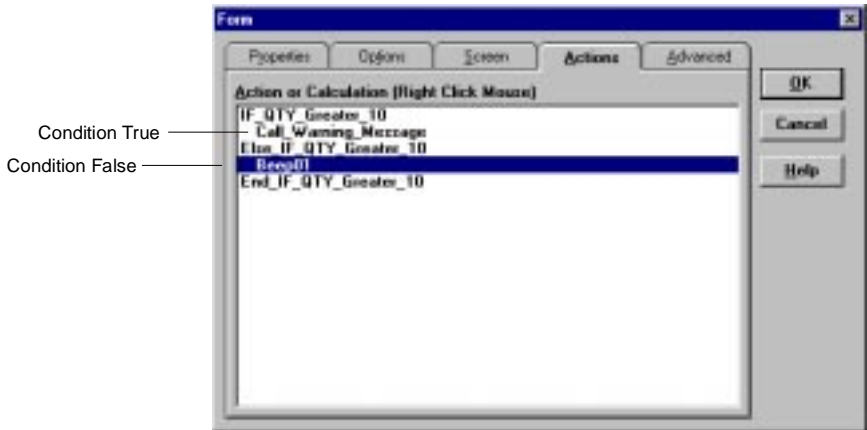 Form
Properties Options Screen Actions Advanced
Action or Calculation (Right Click Mouse)
IF_QTY_Greater_10
Call_Warning_Message
Else_IF_QTY_Greater_10
Beep01
End_IF_QTY_Greater_10
OK
Cancel
Help
Condition True
Condition False